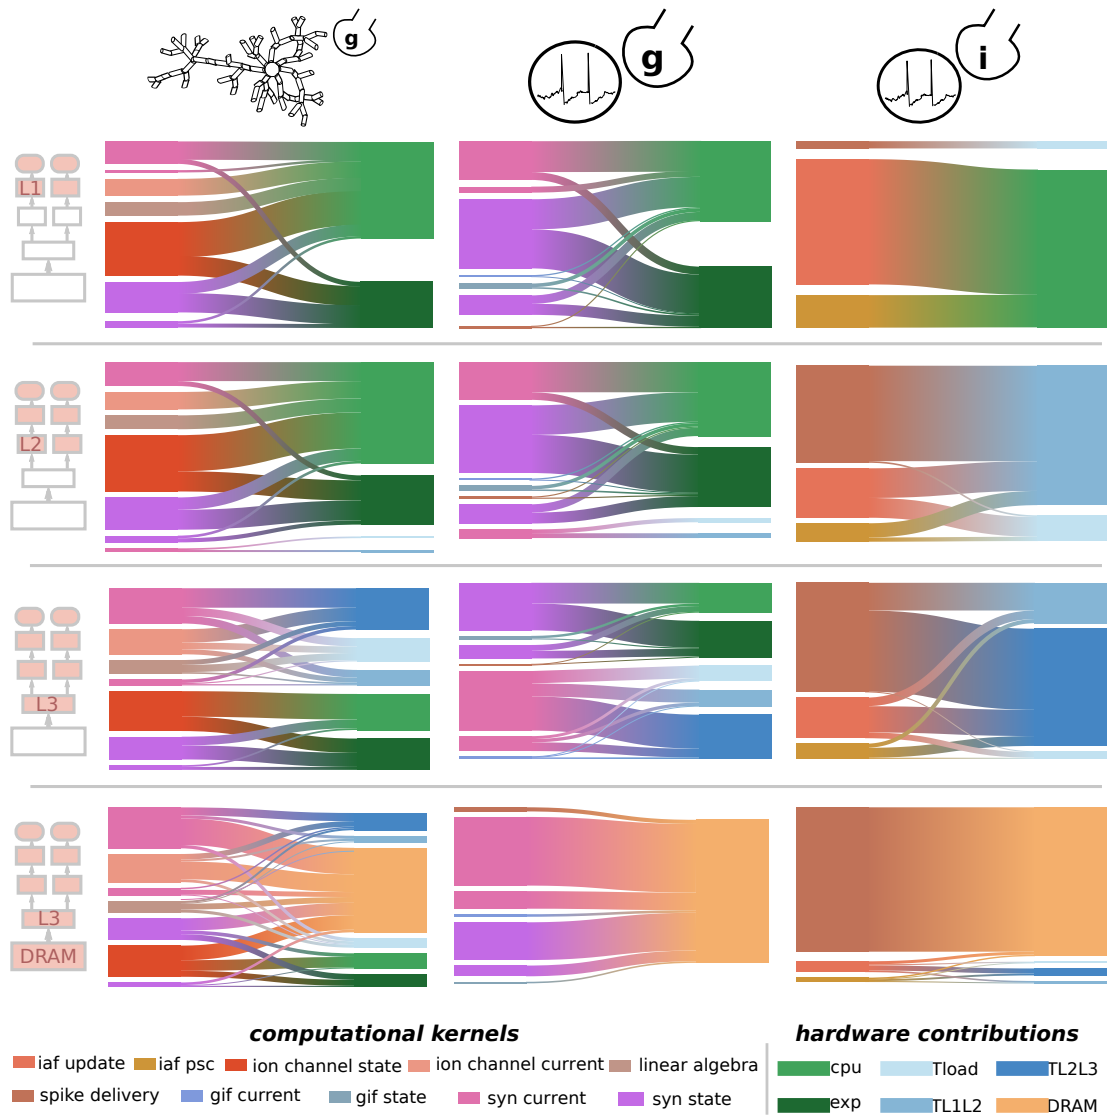 g
g
i
L1
L2
L3
L3
DRAM
computational kernels
hardware contributions
iaf update
iaf psc
ion channel state
ion channel current
linear algebra
spike delivery
gif current
gif state
syn current
syn state
cpu
Tload
TL2L3
exp
TL1L2
DRAM